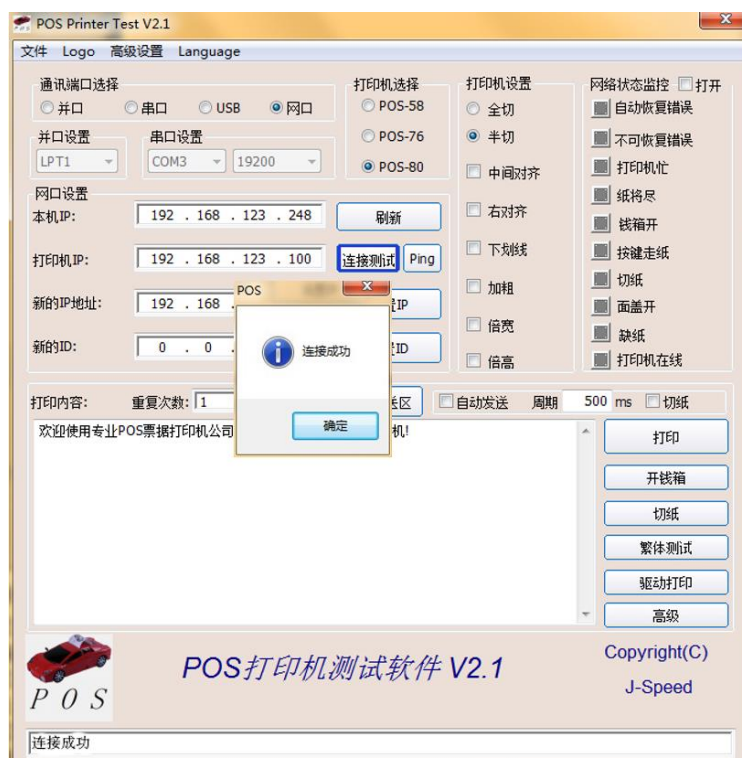 POS Printer Test V2.1
文件 Logo 高级设置 Language
通讯端口选择
并口 串口 USB 网口
并口设置 串口设置
LPT1 COM3 19200
打印机选择
POS-58
POS-76
POS-80
网口设置
本机IP: 192 . 168 . 123 . 248 刷新
打印机IP: 192 . 168 . 123 . 100 连接测试 Ping
新的IP地址: 192 . 168 . IP
新的ID: 0 . 0 . ID
打印机设置
全切
半切
中间对齐
右对齐
下划线
加粗
倍宽
倍高
网络状态监控 打开
自动恢复错误
不可恢复错误
打印机忙
纸将尽
钱箱开
按键走纸
切纸
面盖开
缺纸
打印机在线
POS
连接成功
确定
打印内容: 重复次数: 1 区 自动发送 周期 500 ms 切纸
欢迎使用专业POS票据打印机公司 机!
打印
开钱箱
切纸
繁体测试
驱动打印
高级
POS
POS打印机测试软件 V2.1
Copyright(C)
J-Speed
连接成功